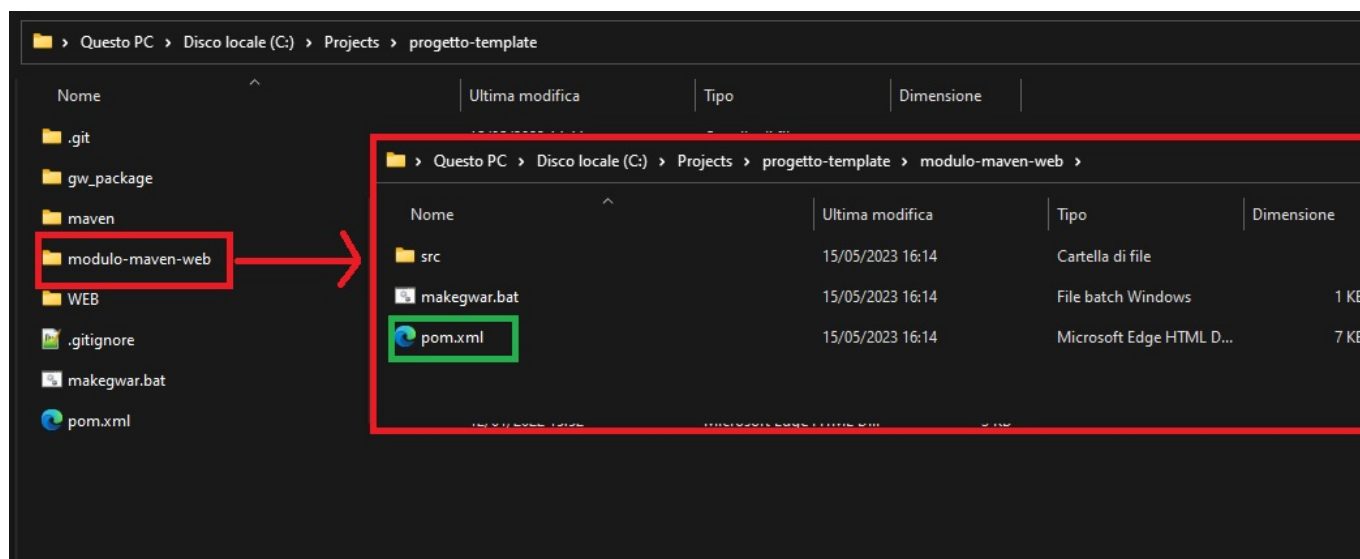 Questo PC > Disco locale (C:) > Projects > progetto-template
Nome Ultima modifica Tipo Dimensione
.git
gw_package
maven
modulo-maven-web
WEB
.gitignore
makegwar.bat
pom.xml
Questo PC > Disco locale (C:) > Projects > progetto-template > modulo-maven-web >
Nome Ultima modifica Tipo Dimensione
src 15/05/2023 16:14 Cartella di file
makegwar.bat 15/05/2023 16:14 File batch Windows 1 KB
pom.xml 15/05/2023 16:14 Microsoft Edge HTML D... 7 KB